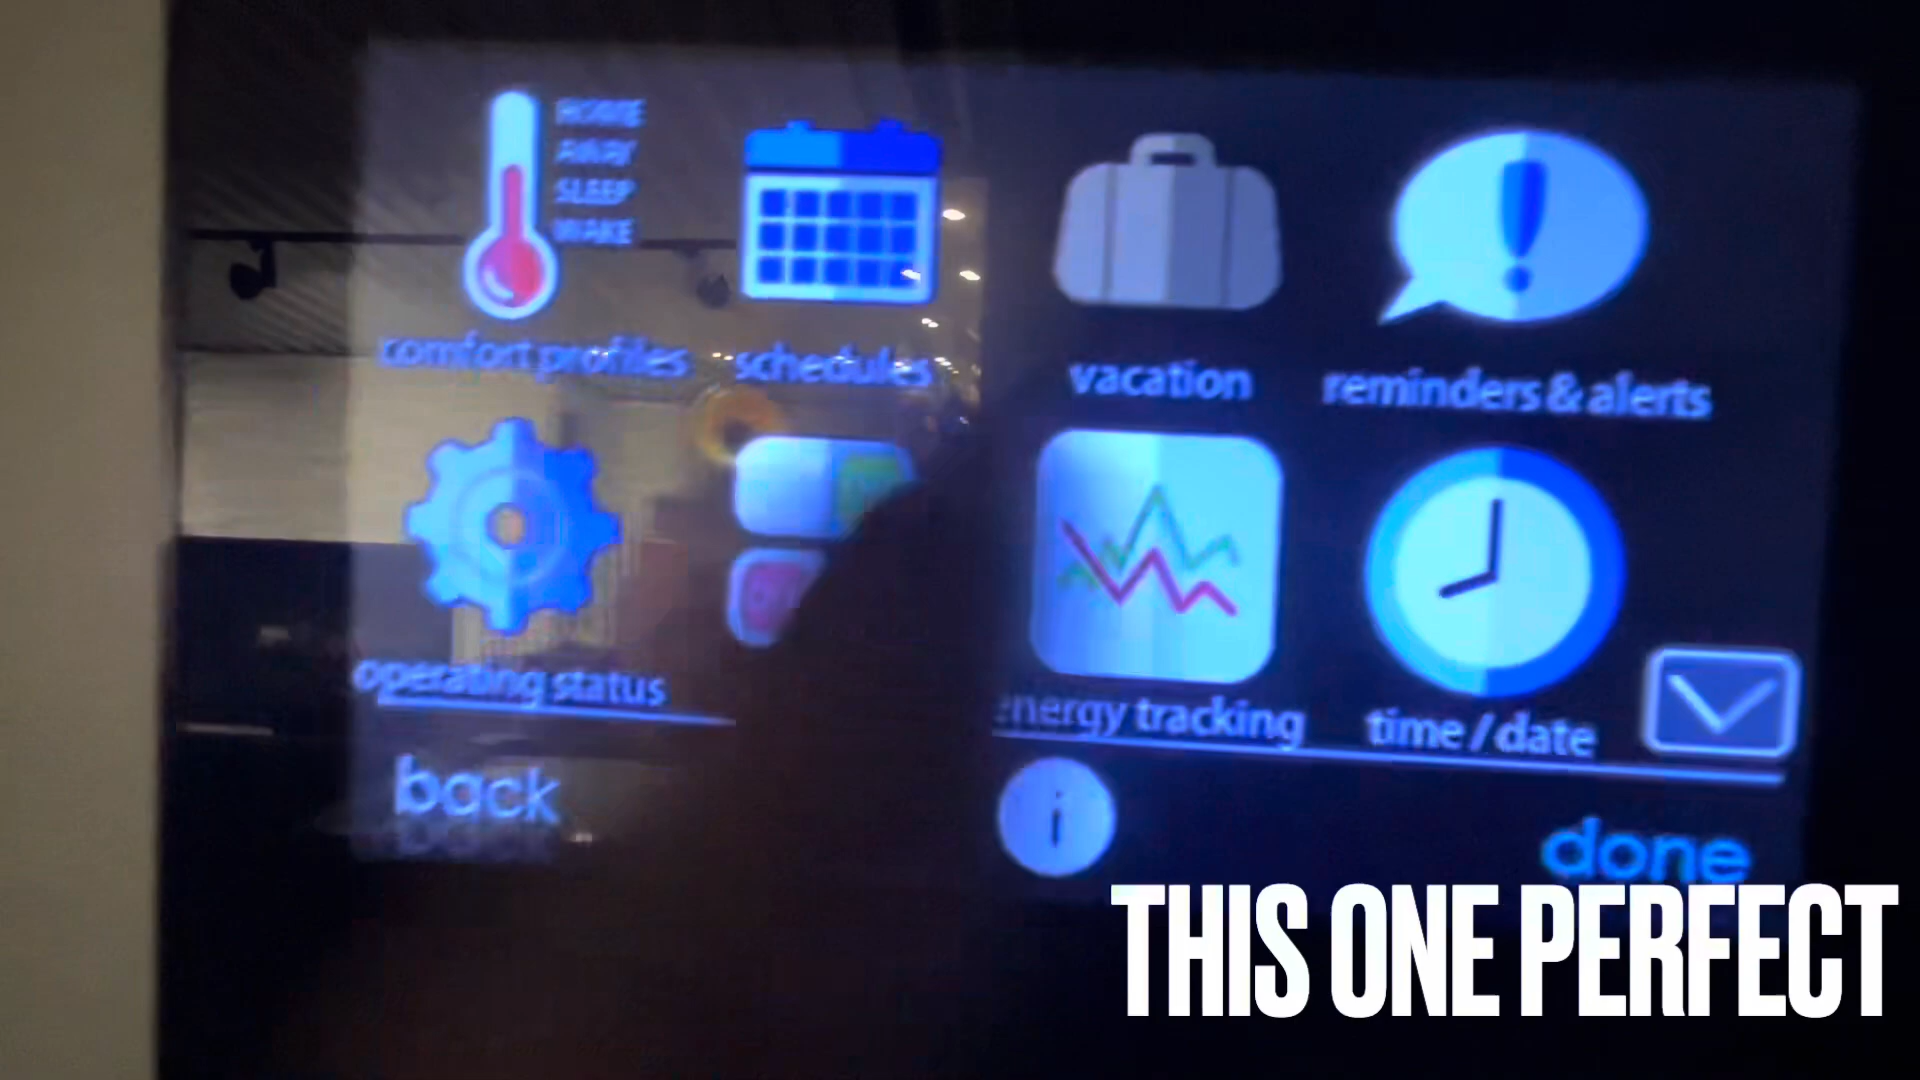 HOME
AWAY
SLEEP
WAKE
comfort profiles
schedules
vacation
reminders & alerts
operating status
energy tracking
time / date
back
i
done
THIS ONE PERFECT